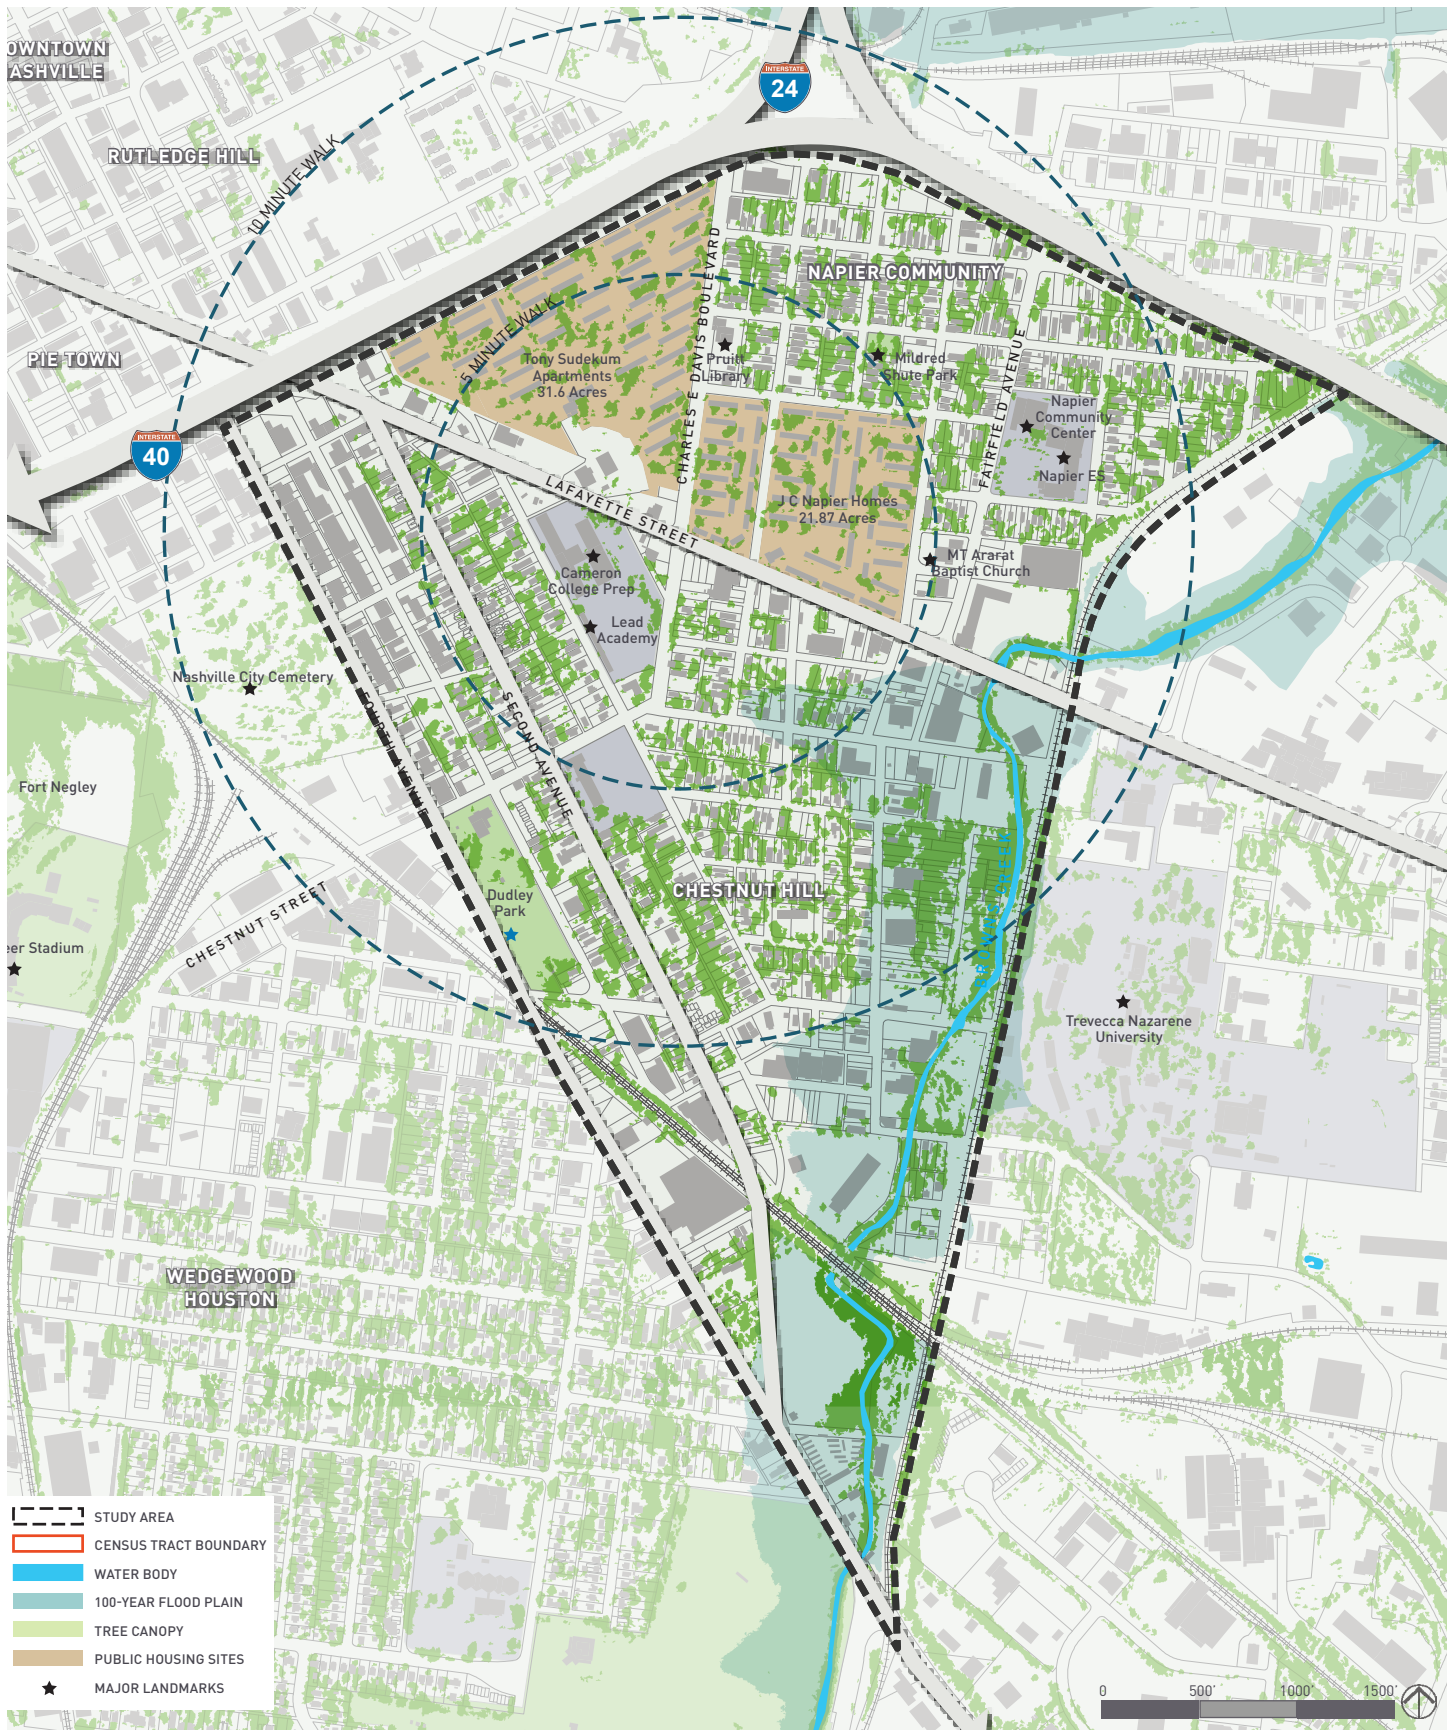 OWNTOWN
ASHVILLE
INTERSTATE
24
RUTLEDGE HILL
10 MINUTE WALK
NAPIER COMMUNITY
CHARLES E DAVIS BOULEVARD
5 MINUTE WALK
PIE TOWN
Tony Sudekum
Apartments
31.6 Acres
Pruitt
Library
Mildred
Shute Park
FAIRFIELD AVENUE
Napier
Community
Center
Napier ES
INTERSTATE
40
LAFAYETTE STREET
J C Napier Homes
21.87 Acres
MT Ararat
Baptist Church
Cameron
College Prep
Lead
Academy
Nashville City Cemetery
FOURTH AVENUE
SECOND AVENUE
Fort Negley
CHESTNUT HILL
Dudley
Park
BROWNS CREEK
CHESTNUT STREET
eer Stadium
Trevecca Nazarene
University
WEDGEWOOD
HOUSTON
STUDY AREA
CENSUS TRACT BOUNDARY
WATER BODY
100-YEAR FLOOD PLAIN
TREE CANOPY
PUBLIC HOUSING SITES
MAJOR LANDMARKS
0 500' 1000' 1500'